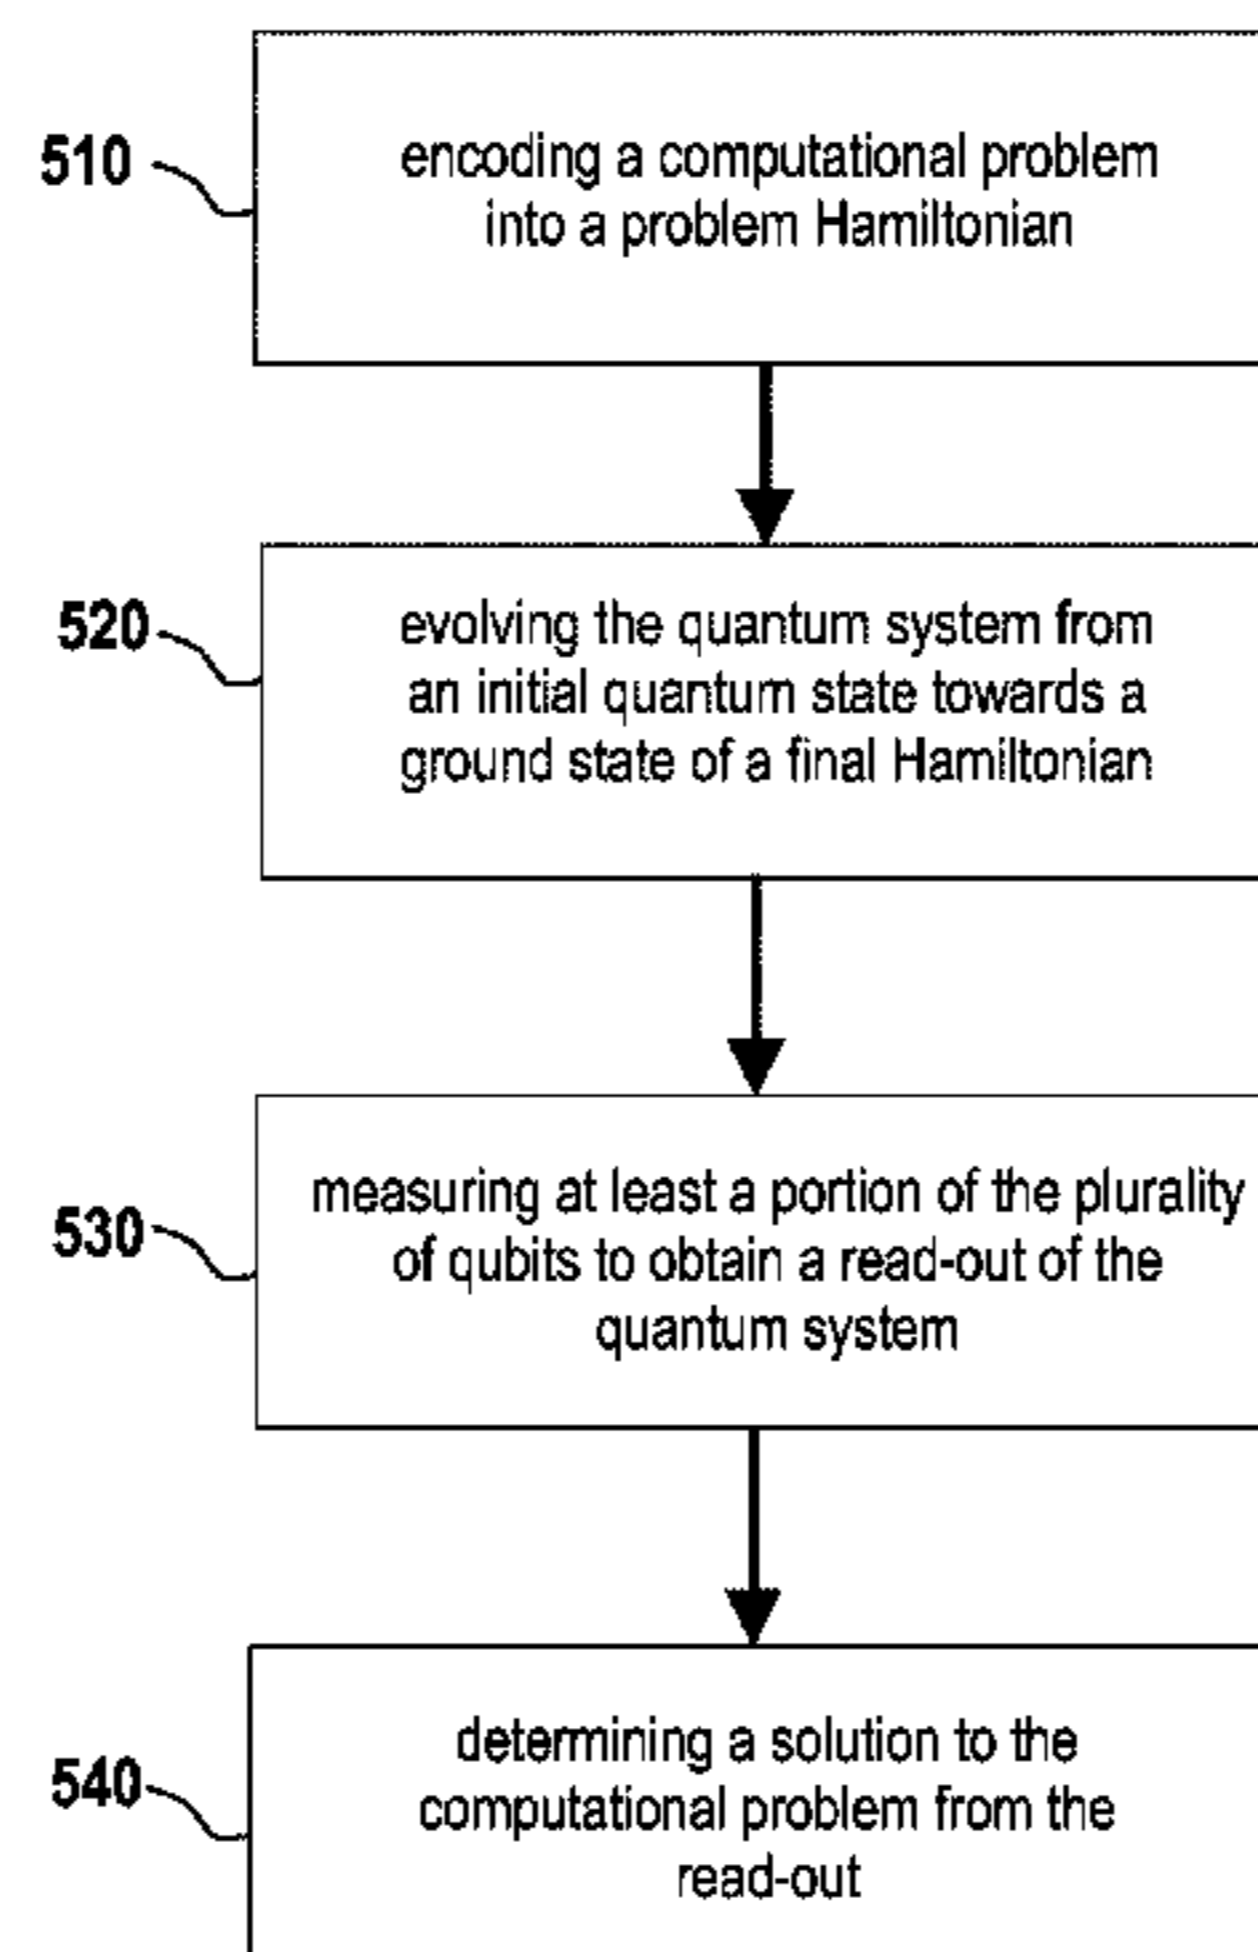 510
encoding a computational problem
into a problem Hamiltonian
520
evolving the quantum system from
an initial quantum state towards a
ground state of a final Hamiltonian
530
measuring at least a portion of the plurality
of qubits to obtain a read-out of the
quantum system
540
determining a solution to the
computational problem from the
read-out